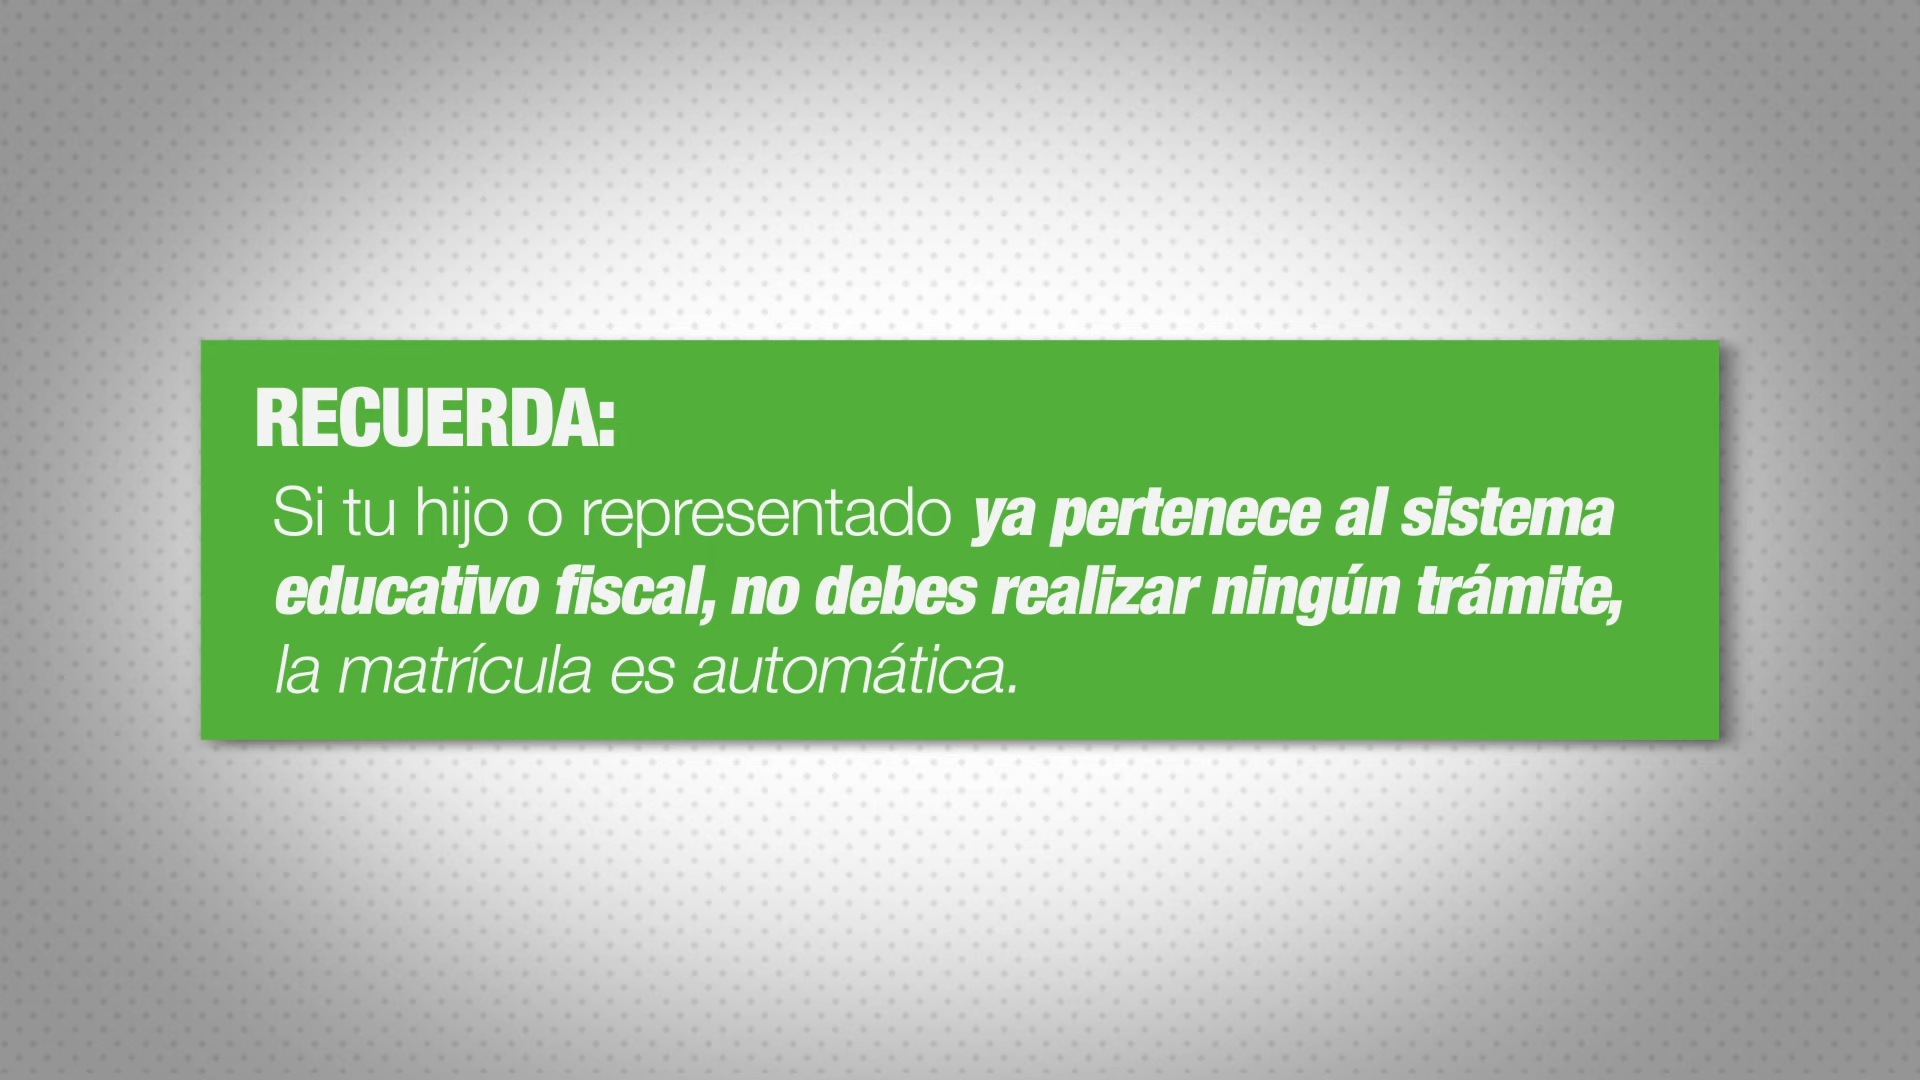 RECUERDA:
Si tu hijo o representado ya pertenece al sistema
educativo fiscal, no debes realizar ningún trámite,
la matrícula es automática.